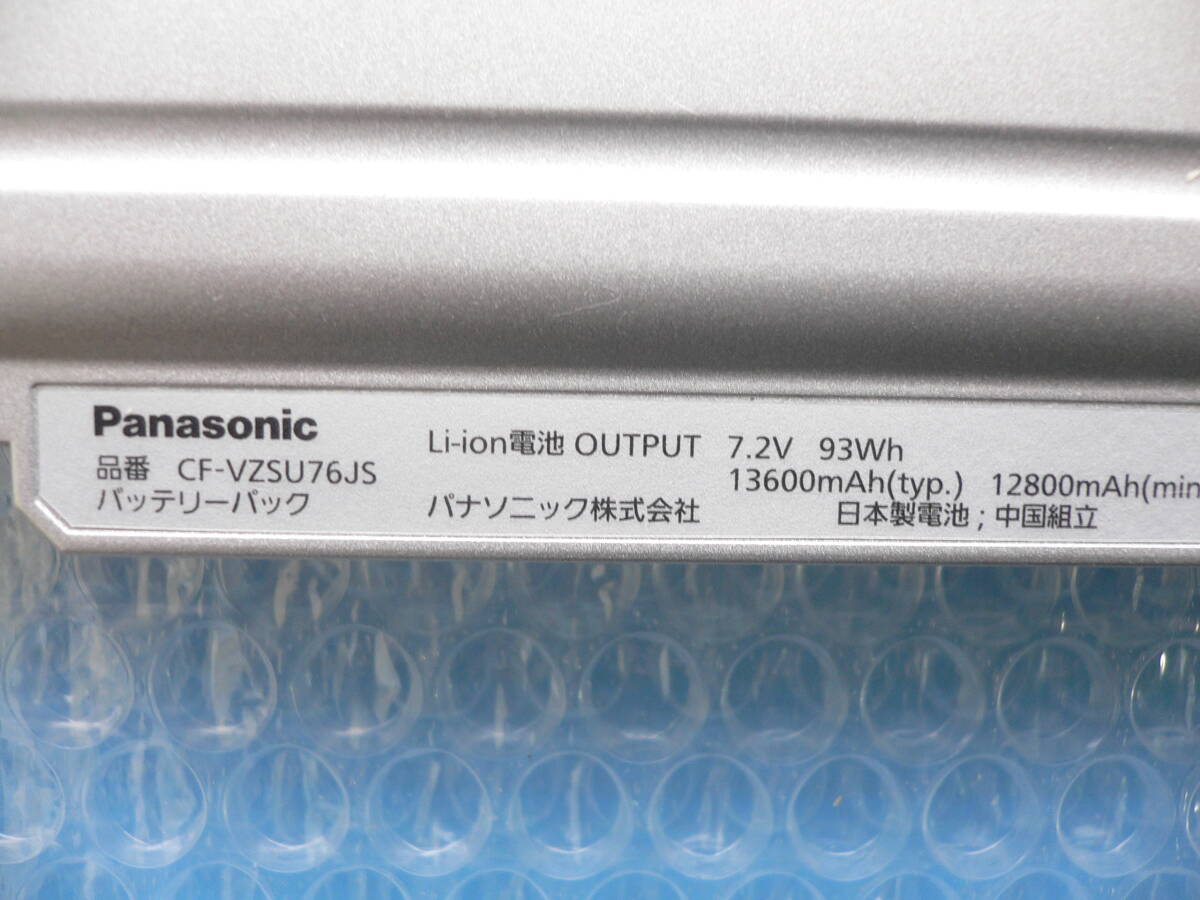 Panasonic
品番 CF-VZSU76JS
バッテリーパック
Li-ion電池 OUTPUT 7.2V 93Wh
13600mAh(typ.) 12800mAh(min
パナソニック株式会社 日本製電池 ; 中国組立